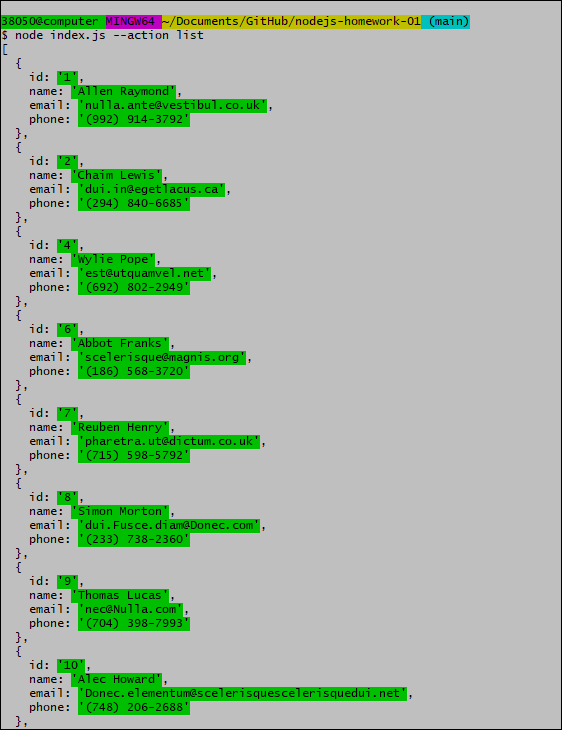 38050@computer MINGW64 ~/Documents/GitHub/nodejs-homework-01 (main)
$ node index.js --action list
[
  {
    id: '1',
    name: 'Allen Raymond',
    email: 'nulla.ante@vestibul.co.uk',
    phone: '(992) 914-3792'
  },
  {
    id: '2',
    name: 'Chaim Lewis',
    email: 'dui.in@egetlacus.ca',
    phone: '(294) 840-6685'
  },
  {
    id: '4',
    name: 'Wylie Pope',
    email: 'est@utquamvel.net',
    phone: '(692) 802-2949'
  },
  {
    id: '6',
    name: 'Abbot Franks',
    email: 'scelerisque@magnis.org',
    phone: '(186) 568-3720'
  },
  {
    id: '7',
    name: 'Reuben Henry',
    email: 'pharetra.ut@dictum.co.uk',
    phone: '(715) 598-5792'
  },
  {
    id: '8',
    name: 'Simon Morton',
    email: 'dui.Fusce.diam@Donec.com',
    phone: '(233) 738-2360'
  },
  {
    id: '9',
    name: 'Thomas Lucas',
    email: 'nec@Nulla.com',
    phone: '(704) 398-7993'
  },
  {
    id: '10',
    name: 'Alec Howard',
    email: 'Donec.elementum@scelerisquescelerisquedui.net',
    phone: '(748) 206-2688'
  },